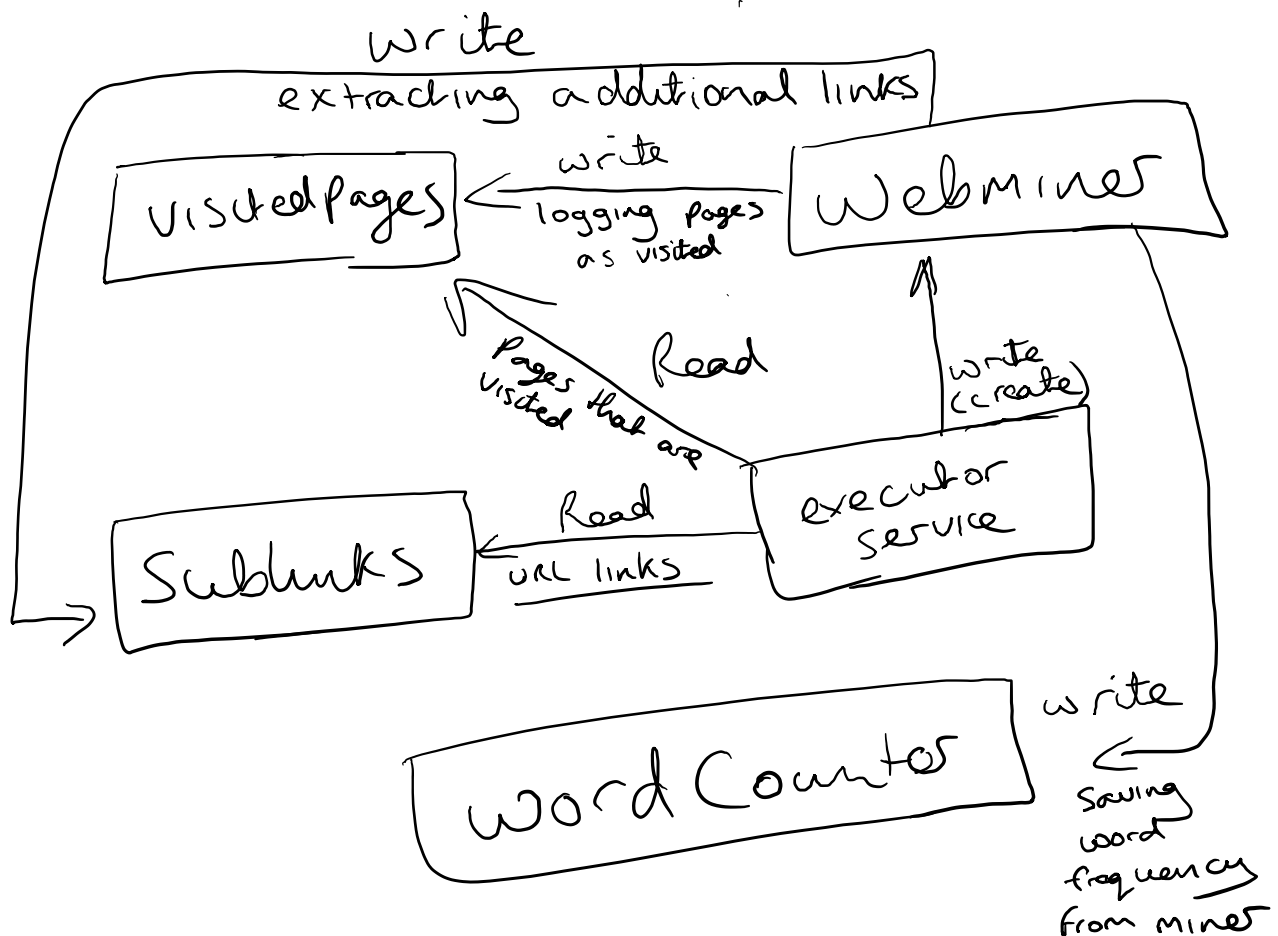 write
extracting additional links
write
Webminer
visitedpages
logging pages
as visited
Read
pages that are
visited
write
(create)
executor
service
Read
Sublinks
URL links
write
wordCounter
Saving
word
frequency
from miner